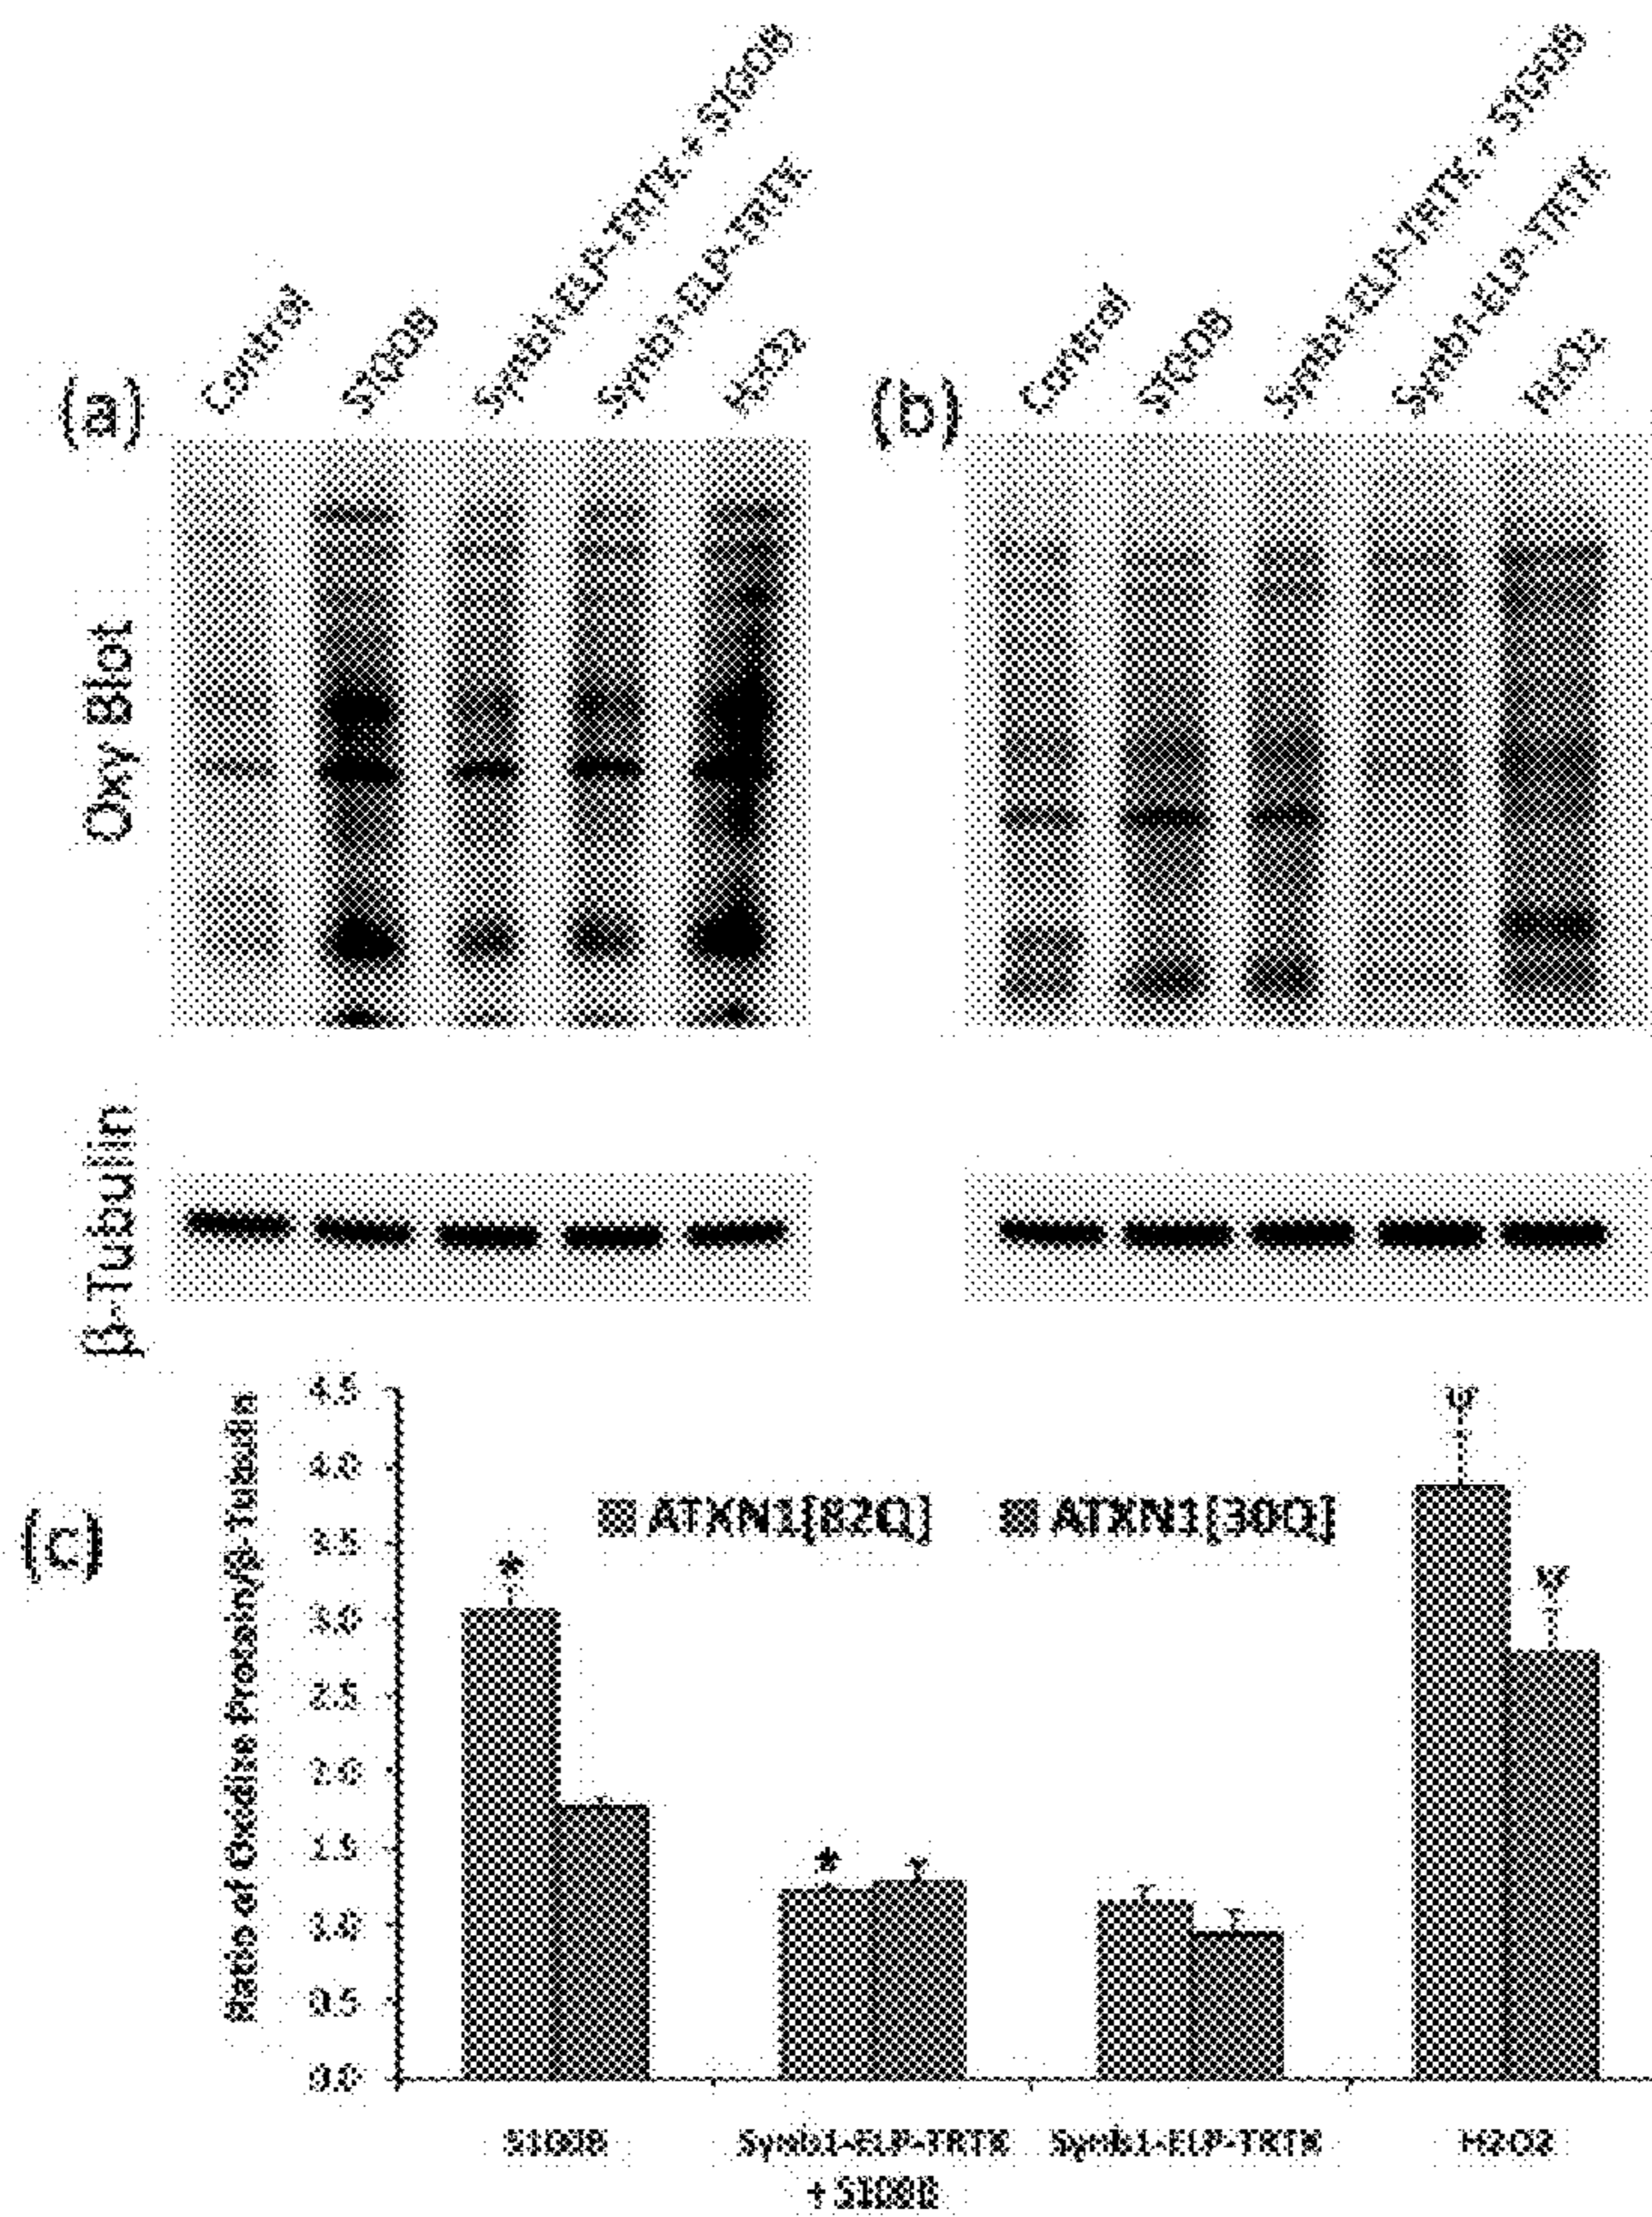 Control
S100B
Synb1-ELP-TRTK + S100B
Synb1-ELP-TRTK
H2O2
Control
S100B
Synb1-ELP-TRTK + S100B
Synb1-ELP-TRTK
H2O2
(a)
(b)
Oxy Blot
β-Tubulin
(c)
Ratio of Oxidise Protein/β-Tubulin
4.5
4.0
3.5
3.0
2.5
2.0
1.5
1.0
0.5
0.0
ATXN1[82Q]
ATXN1[30Q]
*
*
ψ
ψ
S100B
Synb1-ELP-TRTK
+ S100B
Synb1-ELP-TRTK
H2O2